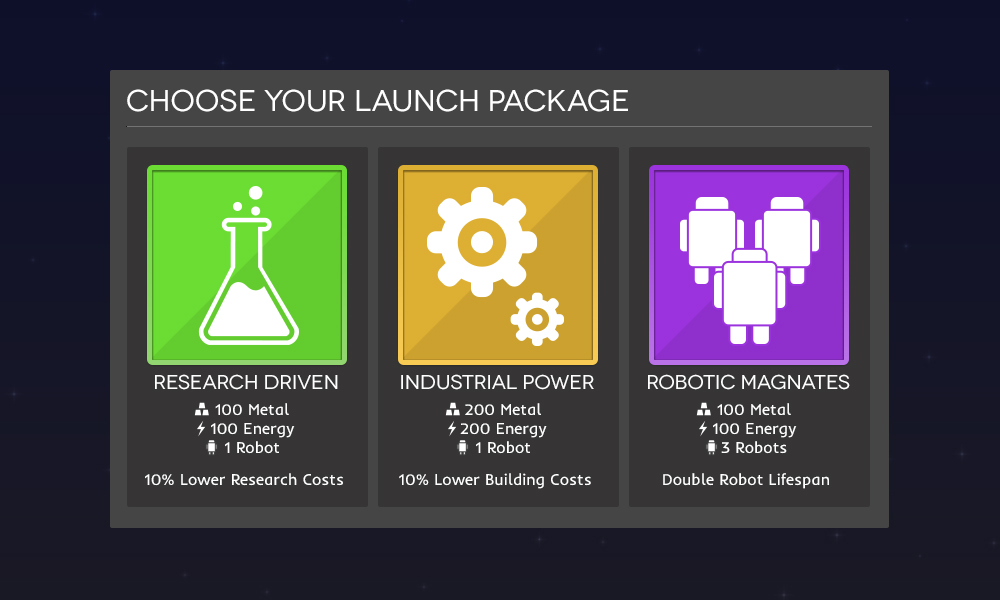 CHOOSE YOUR LAUNCH PACKAGE
RESEARCH DRIVEN
100 Metal
100 Energy
1 Robot
10% Lower Research Costs
INDUSTRIAL POWER
200 Metal
200 Energy
1 Robot
10% Lower Building Costs
ROBOTIC MAGNATES
100 Metal
100 Energy
3 Robots
Double Robot Lifespan